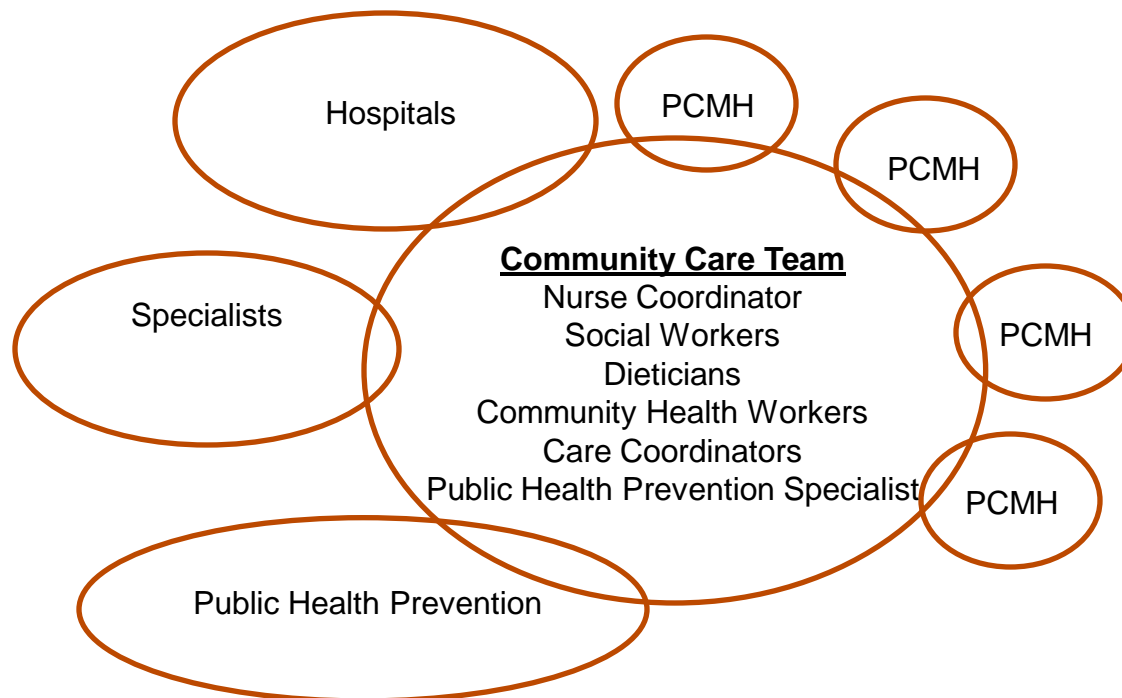 Hospitals
PCMH
PCMH
Specialists
Community Care Team
Nurse Coordinator
Social Workers
Dieticians
Community Health Workers
Care Coordinators
Public Health Prevention Specialist
PCMH
PCMH
Public Health Prevention